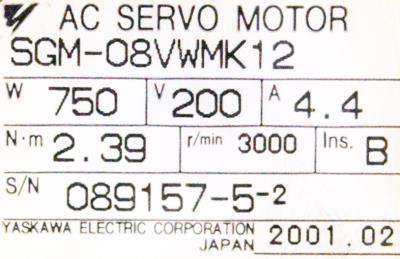 AC SERVO MOTOR
SGM-08VWMK12
W 750 V 200 A 4.4
N·m 2.39 r/min 3000 Ins. B
S/N 089157-5-2
YASKAWA ELECTRIC CORPORATION
JAPAN 2001.02